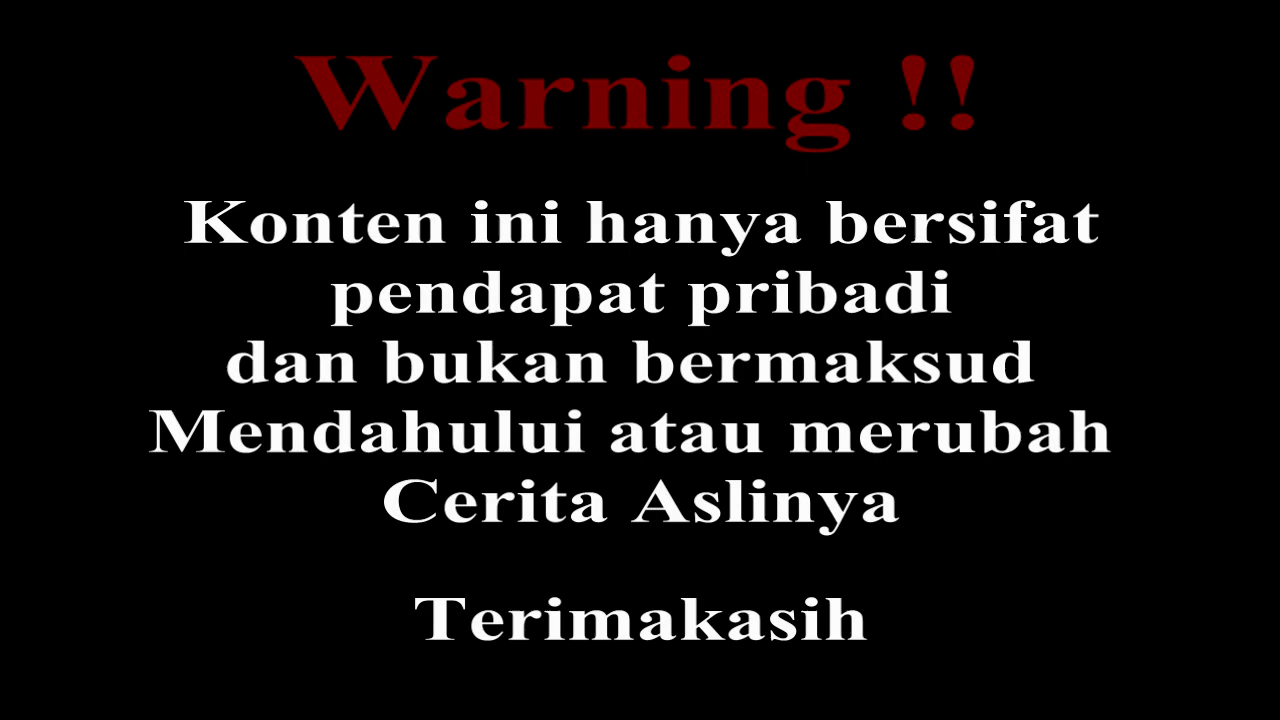 Warning !!
Konten ini hanya bersifat
pendapat pribadi
dan bukan bermaksud
Mendahului atau merubah
Cerita Aslinya
Terimakasih